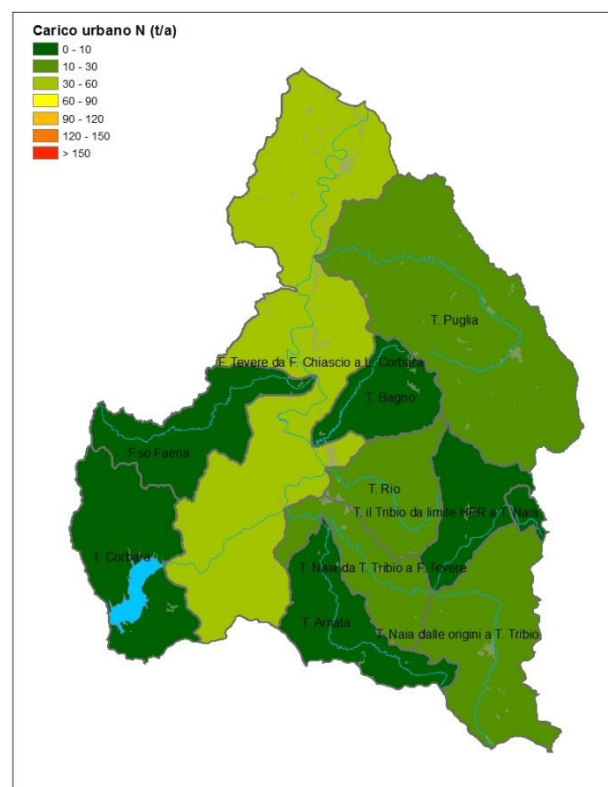 Carico urbano N (t/a)
0 - 10
10 - 30
30 - 60
60 - 90
90 - 120
120 - 150
> 150
T. Puglia
F. Tevere da F. Chiascio a L. Corbara
T. Bagno
F.so Faena
T. Rio
T. il Tribio da limite HER a T. Naia
l. Corbara
T. Naia da T. Tribio a F. Tevere
T. Arnata
T. Naia dalle origini a T. Tribio